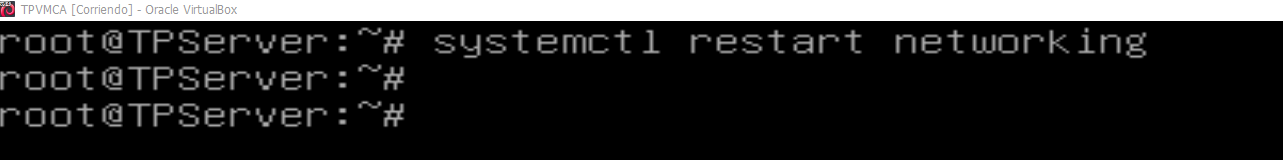 TPVMCA [Corriendo] - Oracle VirtualBox
root@TPServer:~# systemctl restart networking
root@TPServer:~#
root@TPServer:~#